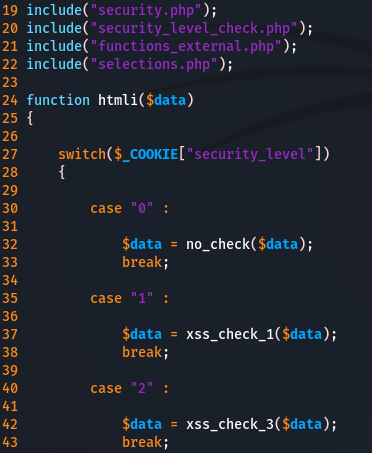 19 include("security.php");
20 include("security_level_check.php");
21 include("functions_external.php");
22 include("selections.php");
23
24 function htmli($data)
25 {
26
27     switch($_COOKIE["security_level"])
28     {
29
30         case "0" :
31
32             $data = no_check($data);
33             break;
34
35         case "1" :
36
37             $data = xss_check_1($data);
38             break;
39
40         case "2" :
41
42             $data = xss_check_3($data);
43             break;